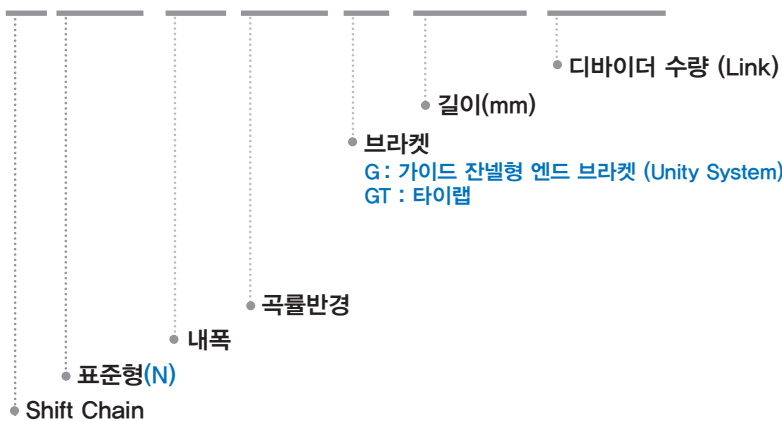 디바이더 수량 (Link)
길이(mm)
브라켓
G : 가이드 잔넬형 엔드 브라켓 (Unity System)
GT : 타이랩
곡률반경
내폭
표준형(N)
Shift Chain